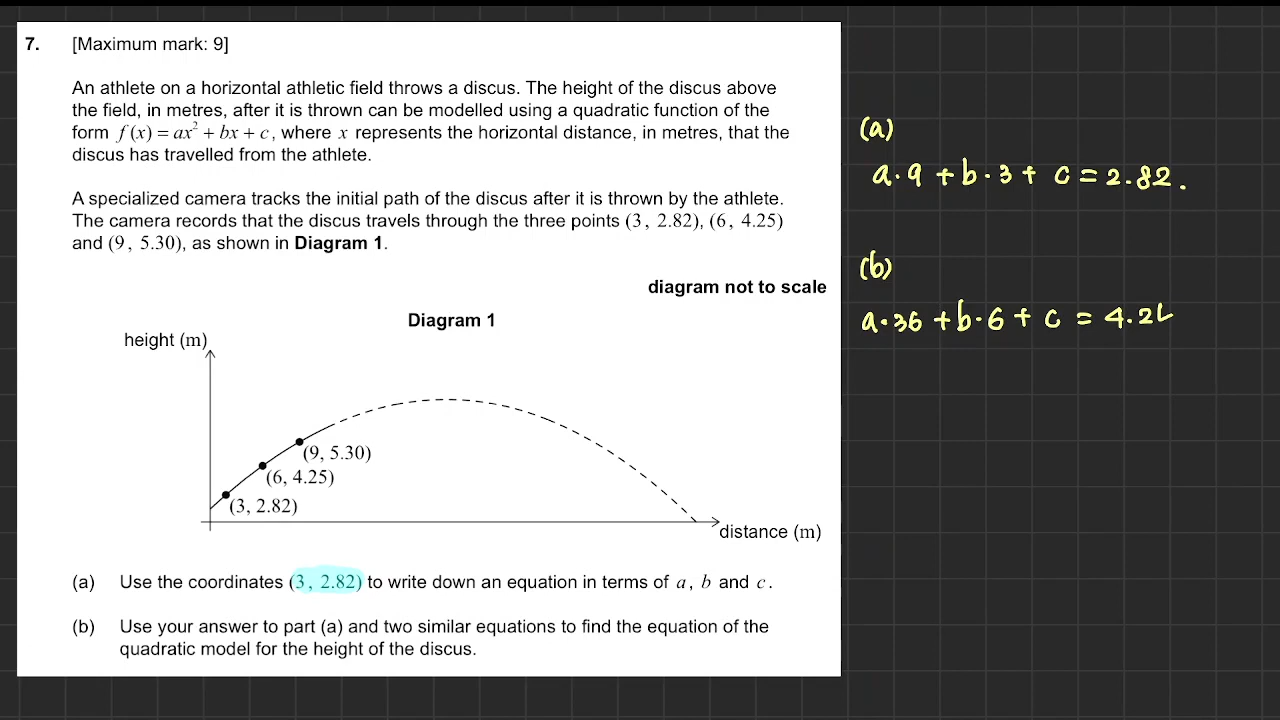 7. [Maximum mark: 9]
An athlete on a horizontal athletic field throws a discus. The height of the discus above
the field, in metres, after it is thrown can be modelled using a quadratic function of the
form f(x) = ax² + bx + c, where x represents the horizontal distance, in metres, that the
discus has travelled from the athlete.
A specialized camera tracks the initial path of the discus after it is thrown by the athlete.
The camera records that the discus travels through the three points (3, 2.82), (6, 4.25)
and (9, 5.30), as shown in Diagram 1.
diagram not to scale
Diagram 1
height (m)
(9, 5.30)
(6, 4.25)
(3, 2.82)
distance (m)
(a) Use the coordinates (3, 2.82) to write down an equation in terms of a, b and c.
(b) Use your answer to part (a) and two similar equations to find the equation of the
quadratic model for the height of the discus.
(a)
a·9 + b·3 + c = 2.82.
(b)
a·36 + b·6 + c = 4.2